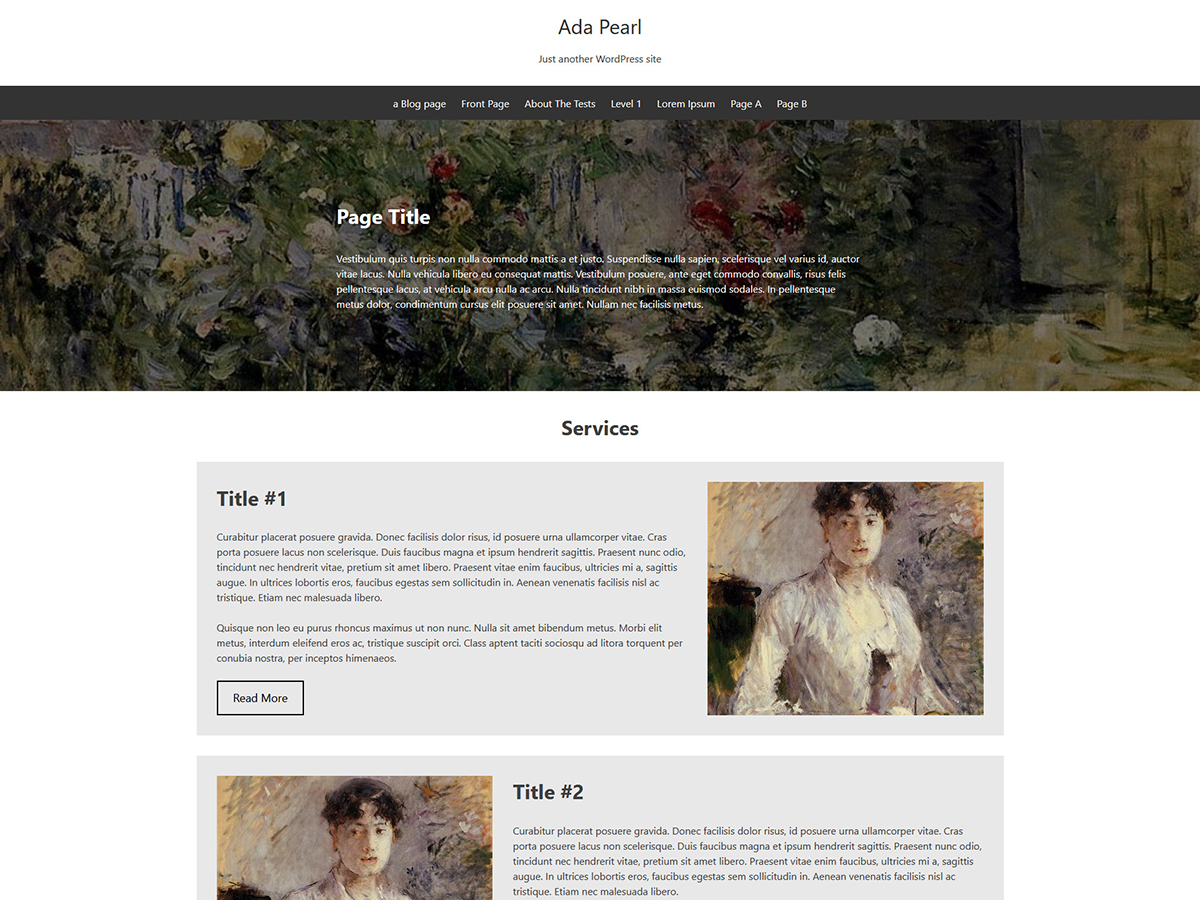 Ada Pearl
Just another WordPress site
a Blog page Front Page About The Tests Level 1 Lorem Ipsum Page A Page B
Page Title
Vestibulum quis turpis non nulla commodo mattis a et justo. Suspendisse nulla sapien, scelerisque vel varius id, auctor
vitae lacus. Nulla vehicula libero eu consequat mattis. Vestibulum posuere, ante eget commodo convallis, risus felis
pellentesque lacus, at vehicula arcu nulla ac arcu. Nulla tincidunt nibh in massa euismod sodales. In pellentesque
metus dolor, condimentum cursus elit posuere sit amet. Nullam nec facilisis metus.
Services
Title #1
Curabitur placerat posuere gravida. Donec facilisis dolor risus, id posuere urna ullamcorper vitae. Cras
porta posuere lacus non scelerisque. Duis faucibus magna et ipsum hendrerit sagittis. Praesent nunc odio,
tincidunt nec hendrerit vitae, pretium sit amet libero. Praesent vitae enim faucibus, ultricies mi a, sagittis
augue. In ultrices lobortis eros, faucibus egestas sem sollicitudin in. Aenean venenatis facilisis nisl ac
tristique. Etiam nec malesuada libero.
Quisque non leo eu purus rhoncus maximus ut non nunc. Nulla sit amet bibendum metus. Morbi elit
metus, interdum eleifend eros ac, tristique suscipit orci. Class aptent taciti sociosqu ad litora torquent per
conubia nostra, per inceptos himenaeos.
Read More
Title #2
Curabitur placerat posuere gravida. Donec facilisis dolor risus, id posuere urna ullamcorper vitae. Cras
porta posuere lacus non scelerisque. Duis faucibus magna et ipsum hendrerit sagittis. Praesent nunc odio,
tincidunt nec hendrerit vitae, pretium sit amet libero. Praesent vitae enim faucibus, ultricies mi a, sagittis
augue. In ultrices lobortis eros, faucibus egestas sem sollicitudin in. Aenean venenatis facilisis nisl ac
tristique. Etiam nec malesuada libero.